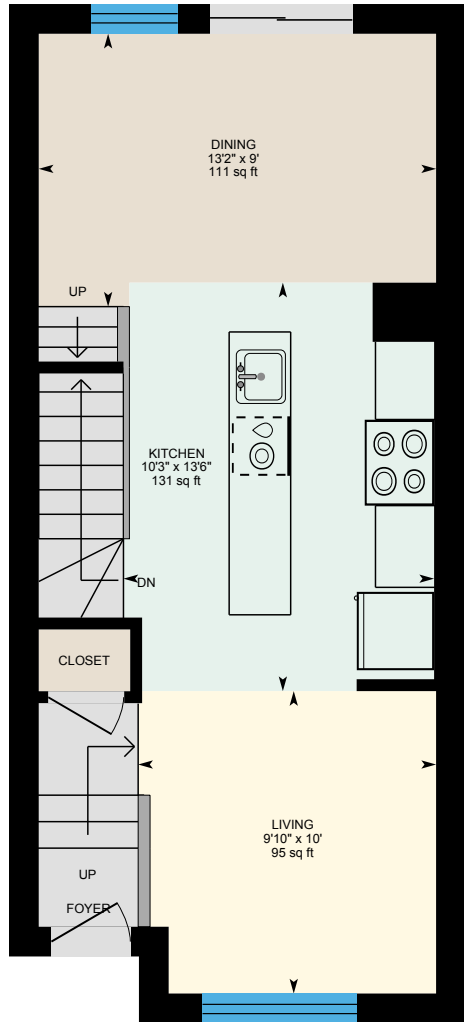 DINING
13'2" x 9'
111 sq ft
UP
KITCHEN
10'3" x 13'6"
131 sq ft
DN
CLOSET
LIVING
9'10" x 10'
95 sq ft
UP
FOYER